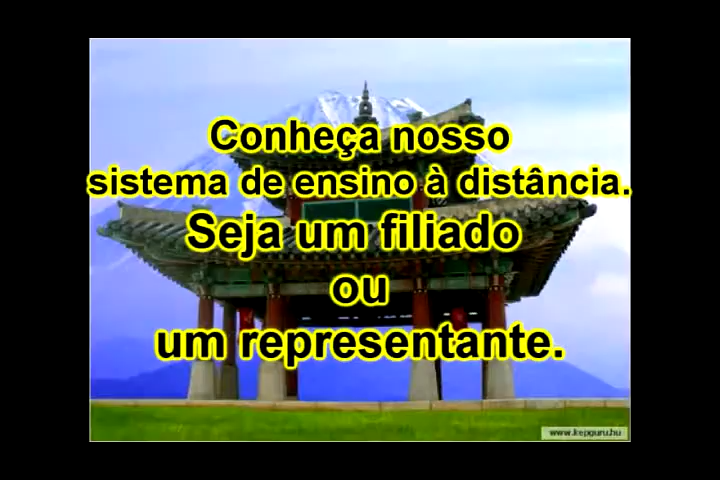 Conheça nosso
sistema de ensino à distância.
Seja um filiado
ou
um representante.
www.kepguru.hu